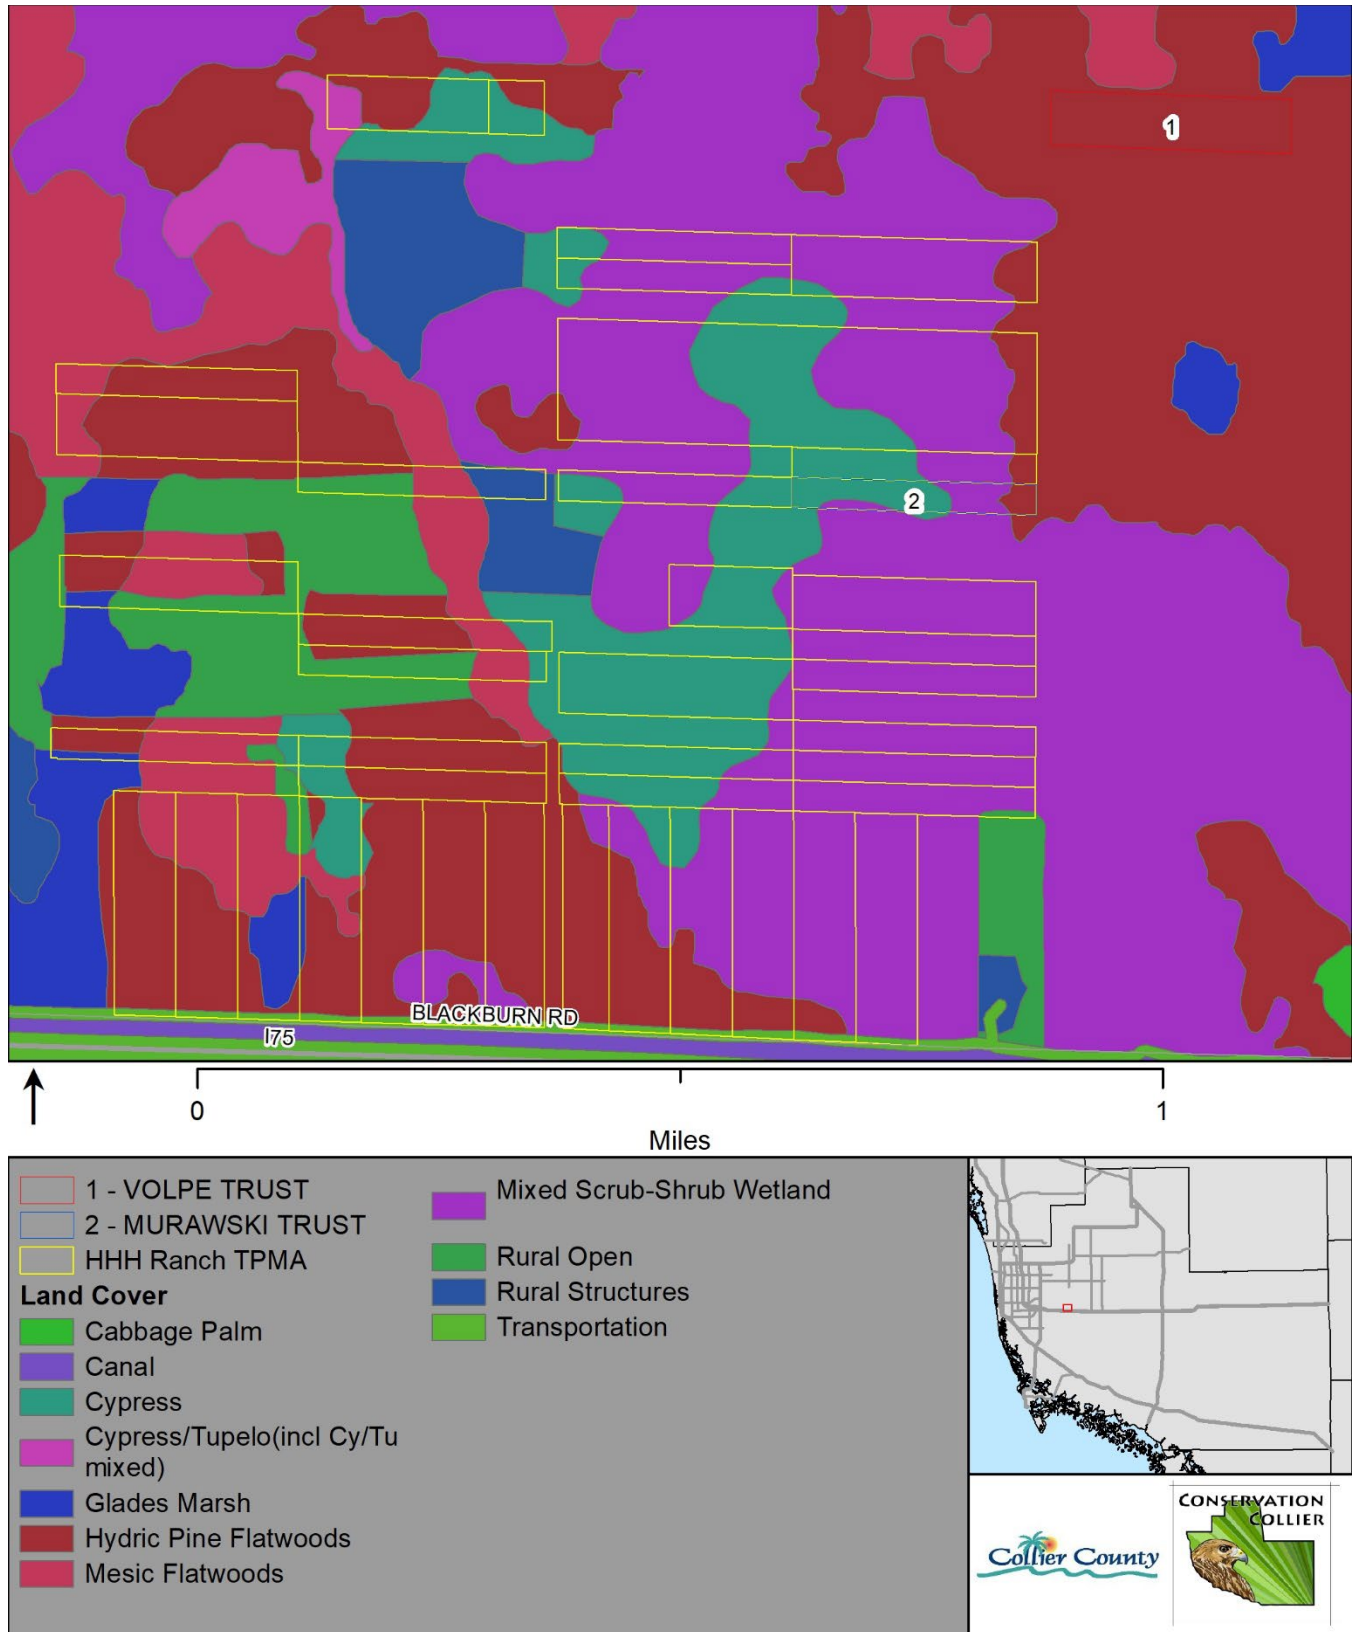 1
2
BLACKBURN RD
I75
0
1
Miles
1 - VOLPE TRUST
2 - MURAWSKI TRUST
HHH Ranch TPMA
Land Cover
Cabbage Palm
Canal
Cypress
Cypress/Tupelo(incl Cy/Tu
mixed)
Glades Marsh
Hydric Pine Flatwoods
Mesic Flatwoods
Mixed Scrub-Shrub Wetland
Rural Open
Rural Structures
Transportation
Collier County
CONSERVATION
COLLIER